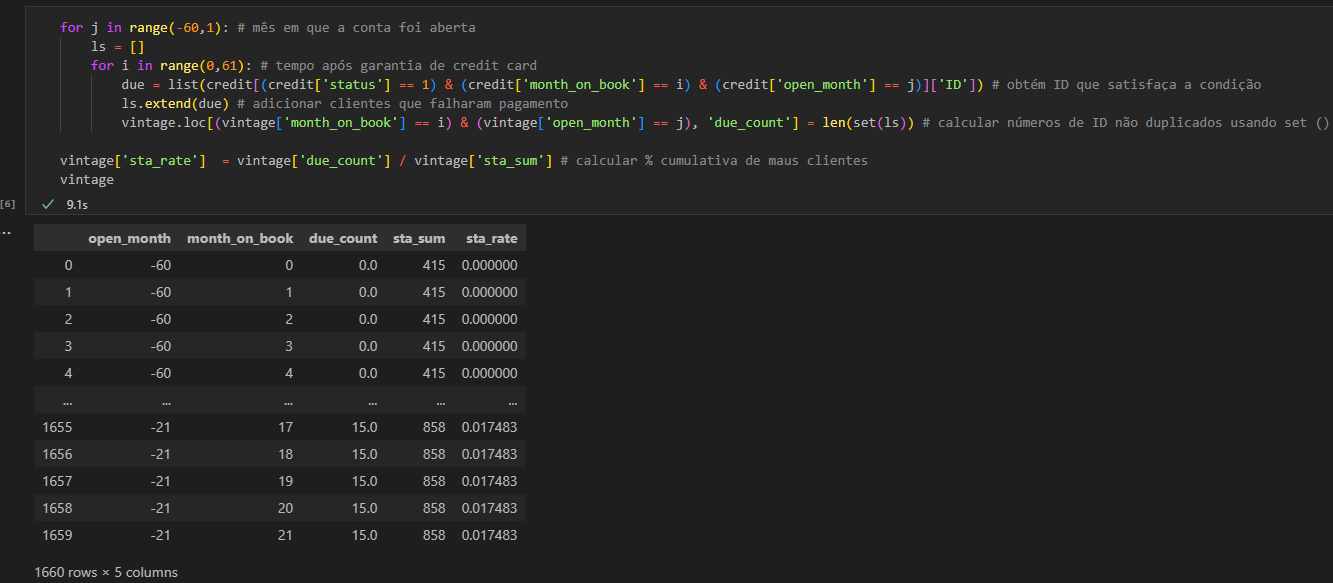 for j in range(-60,1): # mês em que a conta foi aberta
ls = []
for i in range(0,61): # tempo após garantia de credit card
due = list(credit[(credit['status'] == 1) & (credit['month_on_book'] == i) & (credit['open_month'] == j)]['ID']) # obtém ID que satisfaça a condição
ls.extend(due) # adicionar clientes que falharam pagamento
vintage.loc[(vintage['month_on_book'] == i) & (vintage['open_month'] == j), 'due_count'] = len(set(ls)) # calcular números de ID não duplicados usando set ()
vintage['sta_rate']  = vintage['due_count'] / vintage['sta_sum'] # calcular % cumulativa de maus clientes
vintage
[6] ✓ 9.1s
...
open_month month_on_book due_count sta_sum sta_rate
0 -60 0 0.0 415 0.000000
1 -60 1 0.0 415 0.000000
2 -60 2 0.0 415 0.000000
3 -60 3 0.0 415 0.000000
4 -60 4 0.0 415 0.000000
... ... ... ... ... ...
1655 -21 17 15.0 858 0.017483
1656 -21 18 15.0 858 0.017483
1657 -21 19 15.0 858 0.017483
1658 -21 20 15.0 858 0.017483
1659 -21 21 15.0 858 0.017483
1660 rows × 5 columns